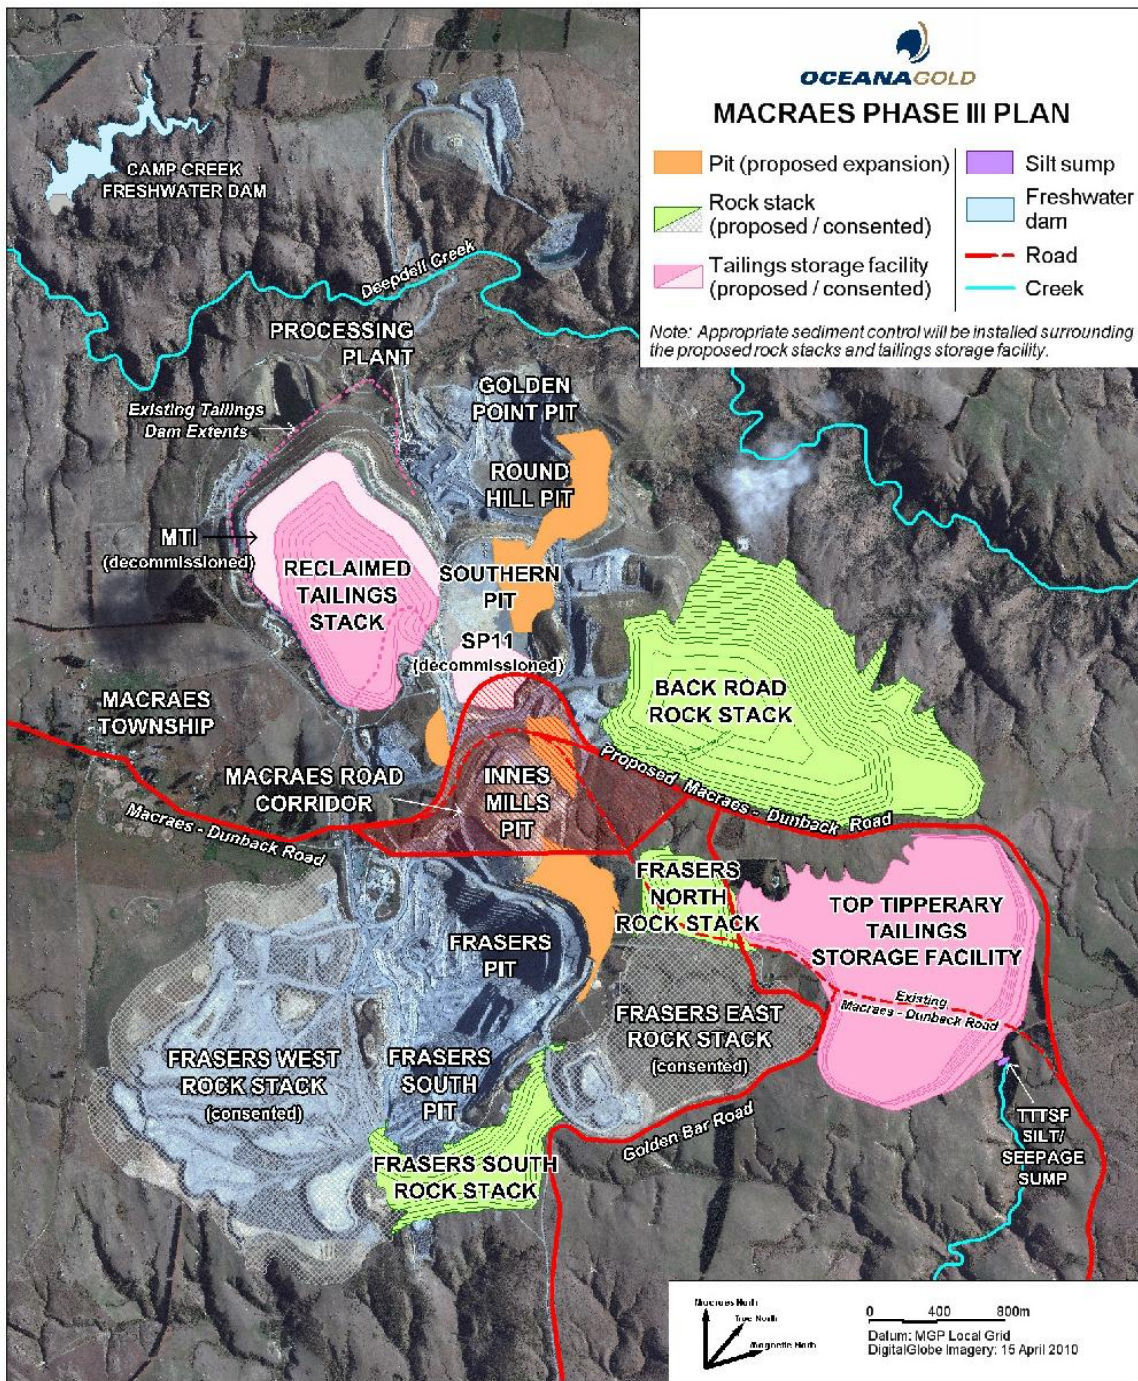 OCEANAGOLD
MACRAES PHASE III PLAN
Pit (proposed expansion)
Rock stack
(proposed / consented)
Tailings storage facility
(proposed / consented)
Silt sump
Freshwater
dam
Road
Creek
Note: Appropriate sediment control will be installed surrounding
the proposed rock stacks and tailings storage facility.
CAMP CREEK
FRESHWATER DAM
Deepdell Creek
PROCESSING
PLANT
GOLDEN
POINT PIT
Existing Tailings
Dam Extents
ROUND
HILL PIT
MTI
(decommissioned)
RECLAIMED
TAILINGS
STACK
SOUTHERN
PIT
SP11
(decommissioned)
BACK ROAD
ROCK STACK
MACRAES
TOWNSHIP
MACRAES ROAD
CORRIDOR
INNES
MILLS
PIT
Proposed Macraes - Dunback Road
Macraes - Dunback Road
FRASERS
NORTH
ROCK STACK
TOP TIPPERARY
TAILINGS
STORAGE FACILITY
FRASERS
PIT
Existing
Macraes - Dunback Road
FRASERS EAST
ROCK STACK
(consented)
FRASERS WEST
ROCK STACK
(consented)
FRASERS
SOUTH
PIT
Golden Bar Road
TTTSF
SILT/
SEEPAGE
SUMP
FRASERS SOUTH
ROCK STACK
Macraes North
True North
Magnetic North
0 400 800m
Datum: MGP Local Grid
DigitalGlobe Imagery: 15 April 2010